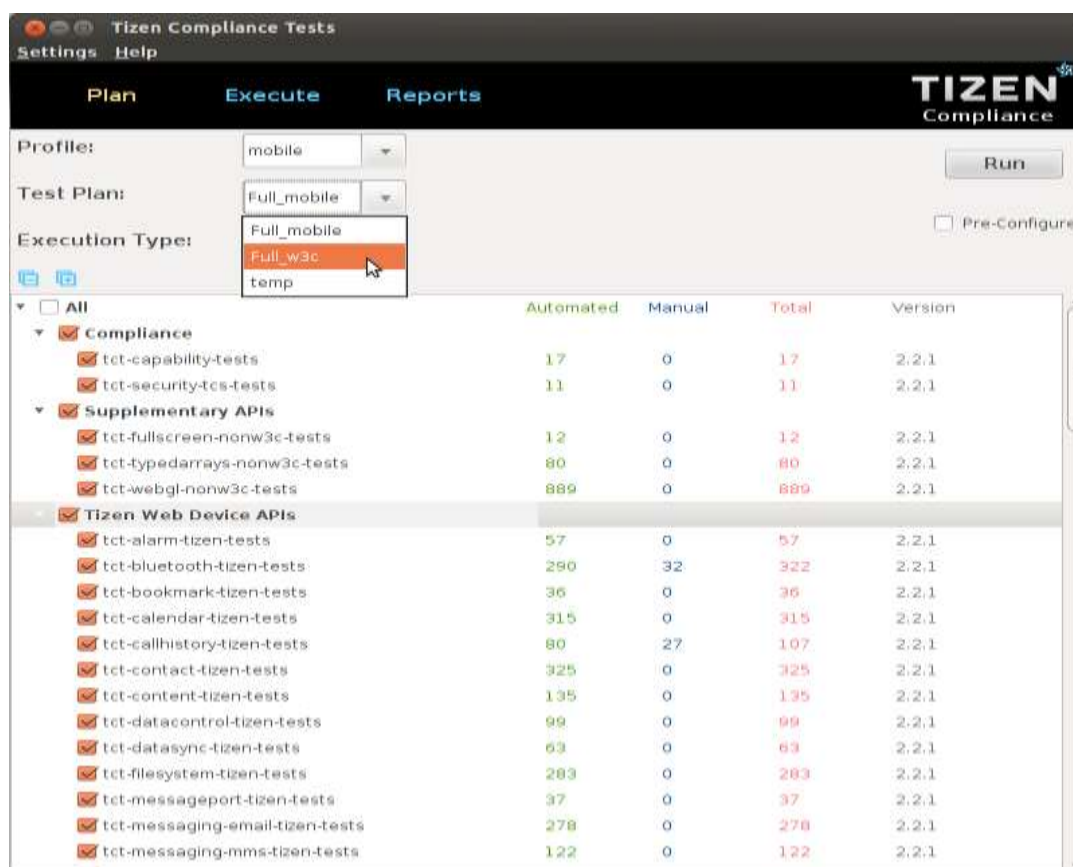 Tizen Compliance Tests
Settings Help
Plan Execute Reports
TIZEN
Compliance
Profile: mobile
Run
Test Plan: Full_mobile
Pre-Configure
Execution Type:
Full_mobile
Full_w3c
temp
All Automated Manual Total Version
Compliance
tct-capability-tests 17 0 17 2.2.1
tct-security-tcs-tests 11 0 11 2.2.1
Supplementary APIs
tct-fullscreen-nonw3c-tests 12 0 12 2.2.1
tct-typedarrays-nonw3c-tests 80 0 80 2.2.1
tct-webgl-nonw3c-tests 889 0 889 2.2.1
Tizen Web Device APIs
tct-alarm-tizen-tests 57 0 57 2.2.1
tct-bluetooth-tizen-tests 290 32 322 2.2.1
tct-bookmark-tizen-tests 36 0 36 2.2.1
tct-calendar-tizen-tests 315 0 315 2.2.1
tct-callhistory-tizen-tests 80 27 107 2.2.1
tct-contact-tizen-tests 325 0 325 2.2.1
tct-content-tizen-tests 135 0 135 2.2.1
tct-datacontrol-tizen-tests 99 0 99 2.2.1
tct-datasync-tizen-tests 63 0 63 2.2.1
tct-filesystem-tizen-tests 283 0 283 2.2.1
tct-messageport-tizen-tests 37 0 37 2.2.1
tct-messaging-email-tizen-tests 278 0 278 2.2.1
tct-messaging-mms-tizen-tests 122 0 122 2.2.1